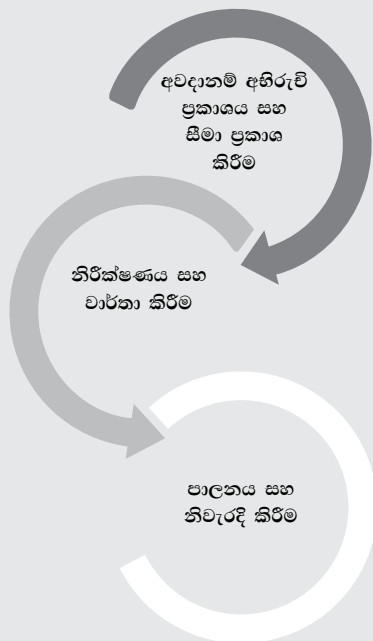 අවදානම් අභිරුචි
ප්‍රකාශය සහ
සීමා ප්‍රකාශ
කිරීම
නිරීක්ෂණය සහ
වාර්තා කිරීම
පාලනය සහ
නිවැරදි කිරීම